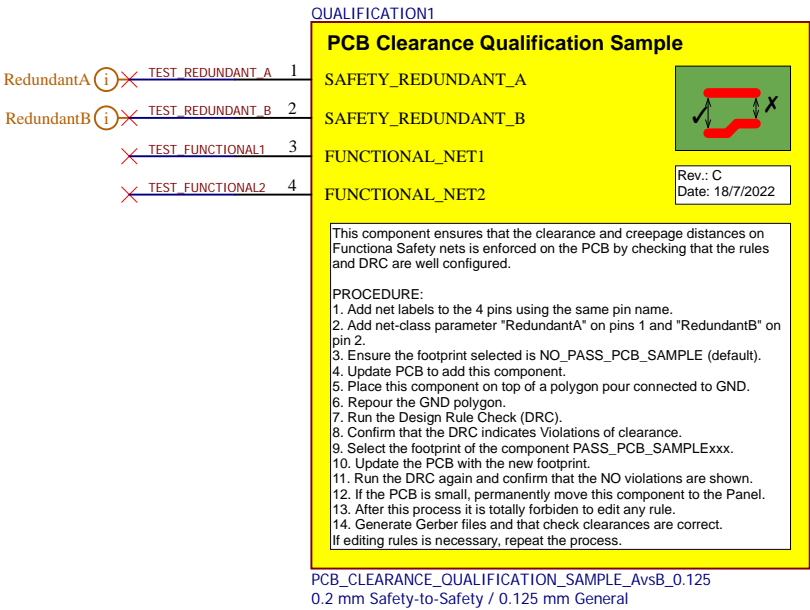 QUALIFICATION1
PCB Clearance Qualification Sample
RedundantA i TEST_REDUNDANT_A 1 SAFETY_REDUNDANT_A
RedundantB i TEST_REDUNDANT_B 2 SAFETY_REDUNDANT_B
TEST_FUNCTIONAL1 3 FUNCTIONAL_NET1
TEST_FUNCTIONAL2 4 FUNCTIONAL_NET2
Rev.: C
Date: 18/7/2022
This component ensures that the clearance and creepage distances on
Functiona Safety nets is enforced on the PCB by checking that the rules
and DRC are well configured.
PROCEDURE:
1. Add net labels to the 4 pins using the same pin name.
2. Add net-class parameter "RedundantA" on pins 1 and "RedundantB" on
pin 2.
3. Ensure the footprint selected is NO_PASS_PCB_SAMPLE (default).
4. Update PCB to add this component.
5. Place this component on top of a polygon pour connected to GND.
6. Repour the GND polygon.
7. Run the Design Rule Check (DRC).
8. Confirm that the DRC indicates Violations of clearance.
9. Select the footprint of the component PASS_PCB_SAMPLExxx.
10. Update the PCB with the new footprint.
11. Run the DRC again and confirm that the NO violations are shown.
12. If the PCB is small, permanently move this component to the Panel.
13. After this process it is totally forbiden to edit any rule.
14. Generate Gerber files and that check clearances are correct.
If editing rules is necessary, repeat the process.
PCB_CLEARANCE_QUALIFICATION_SAMPLE_AvsB_0.125
0.2 mm Safety-to-Safety / 0.125 mm General